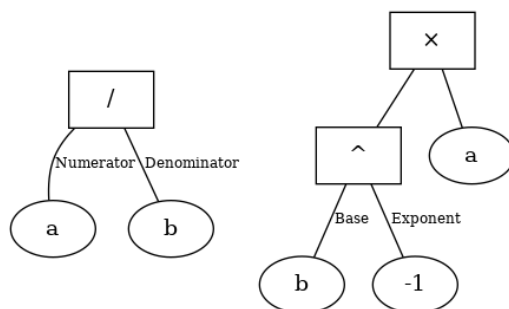 /
Numerator
Denominator
a
b
×
^
a
Base
Exponent
b
-1